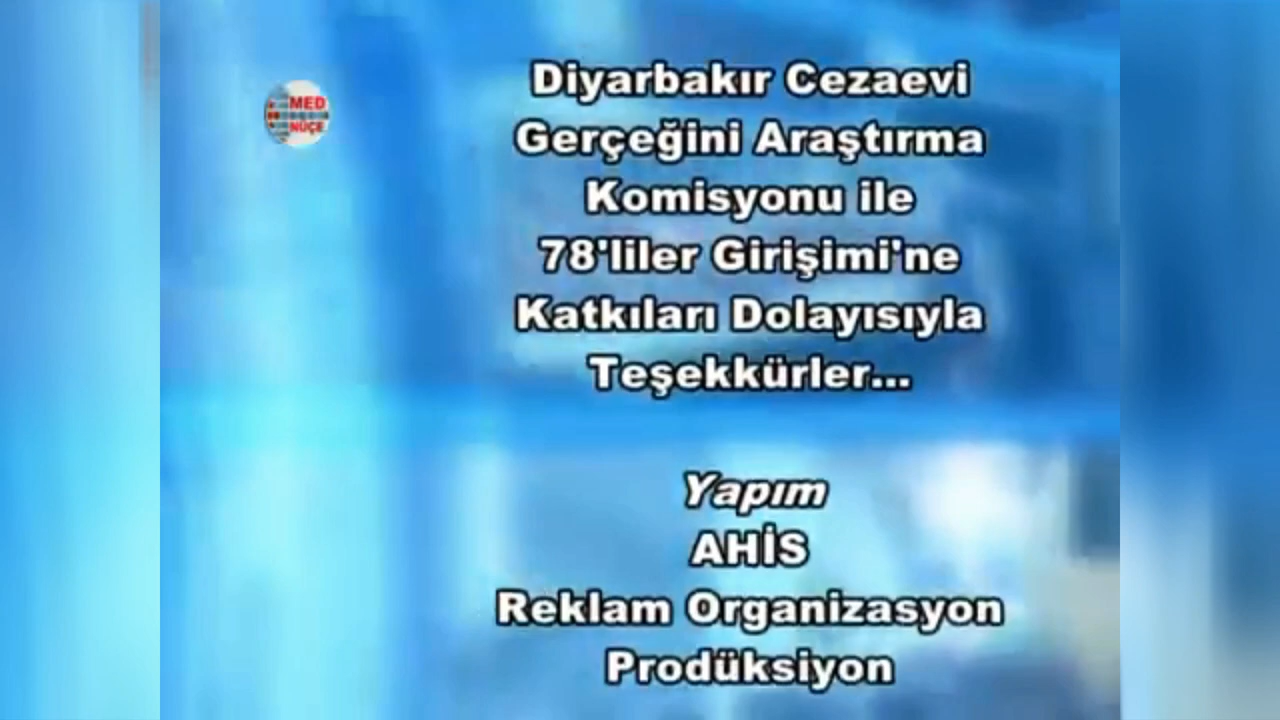 MED
NÛÇE
Diyarbakır Cezaevi
Gerçeğini Araştırma
Komisyonu ile
78'liler Girişimi'ne
Katkıları Dolayısıyla
Teşekkürler...
Yapım
AHİS
Reklam Organizasyon
Prodüksiyon